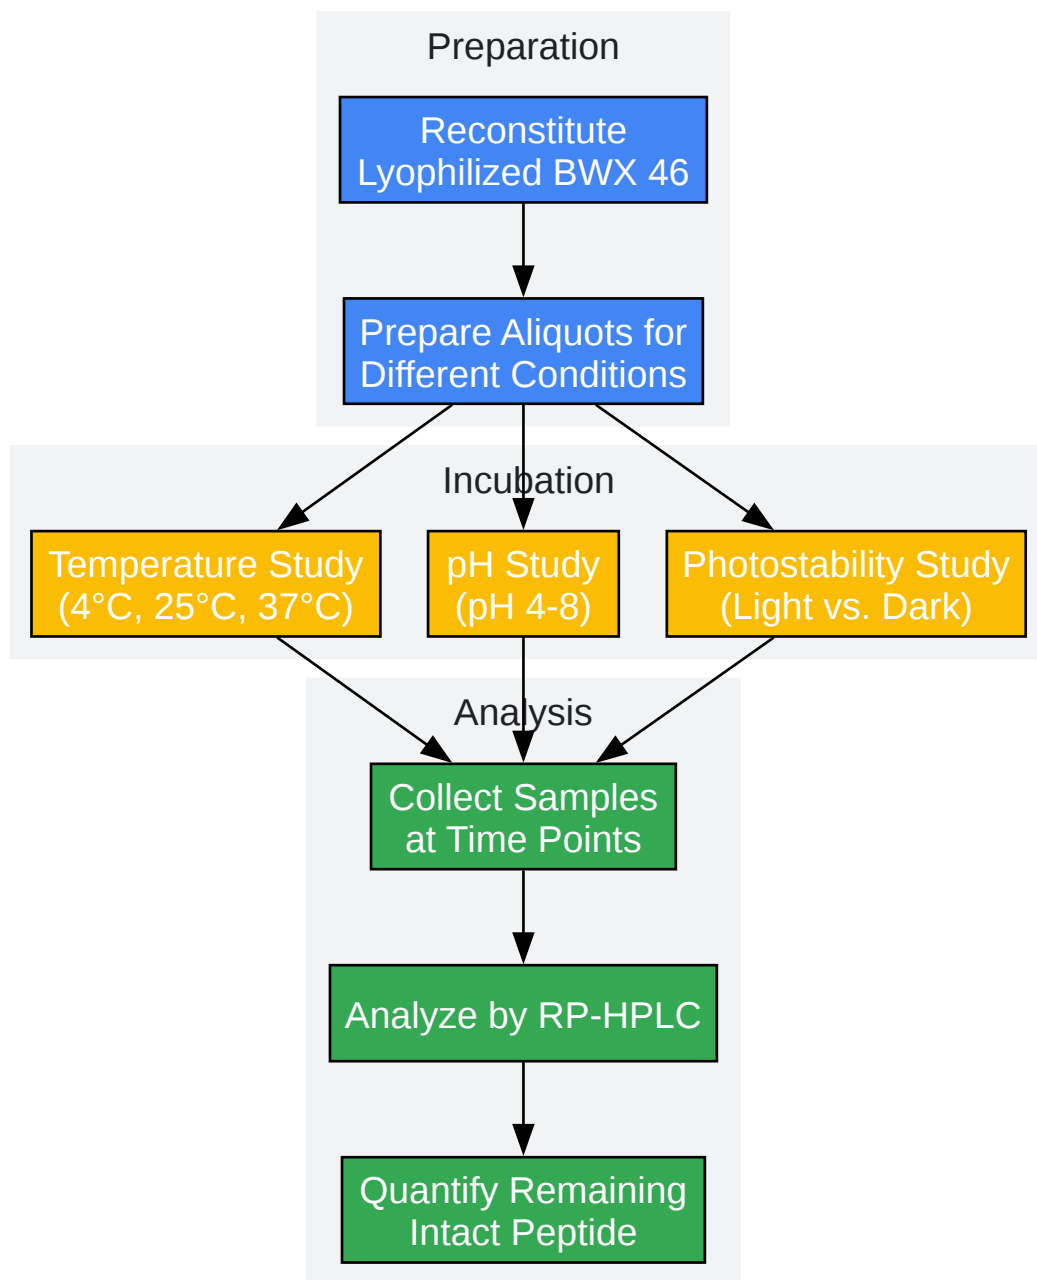 Preparation
Reconstitute
Lyophilized BWX 46
Prepare Aliquots for
Different Conditions
Incubation
Temperature Study
(4°C, 25°C, 37°C)
pH Study
(pH 4-8)
Photostability Study
(Light vs. Dark)
Analysis
Collect Samples
at Time Points
Analyze by RP-HPLC
Quantify Remaining
Intact Peptide